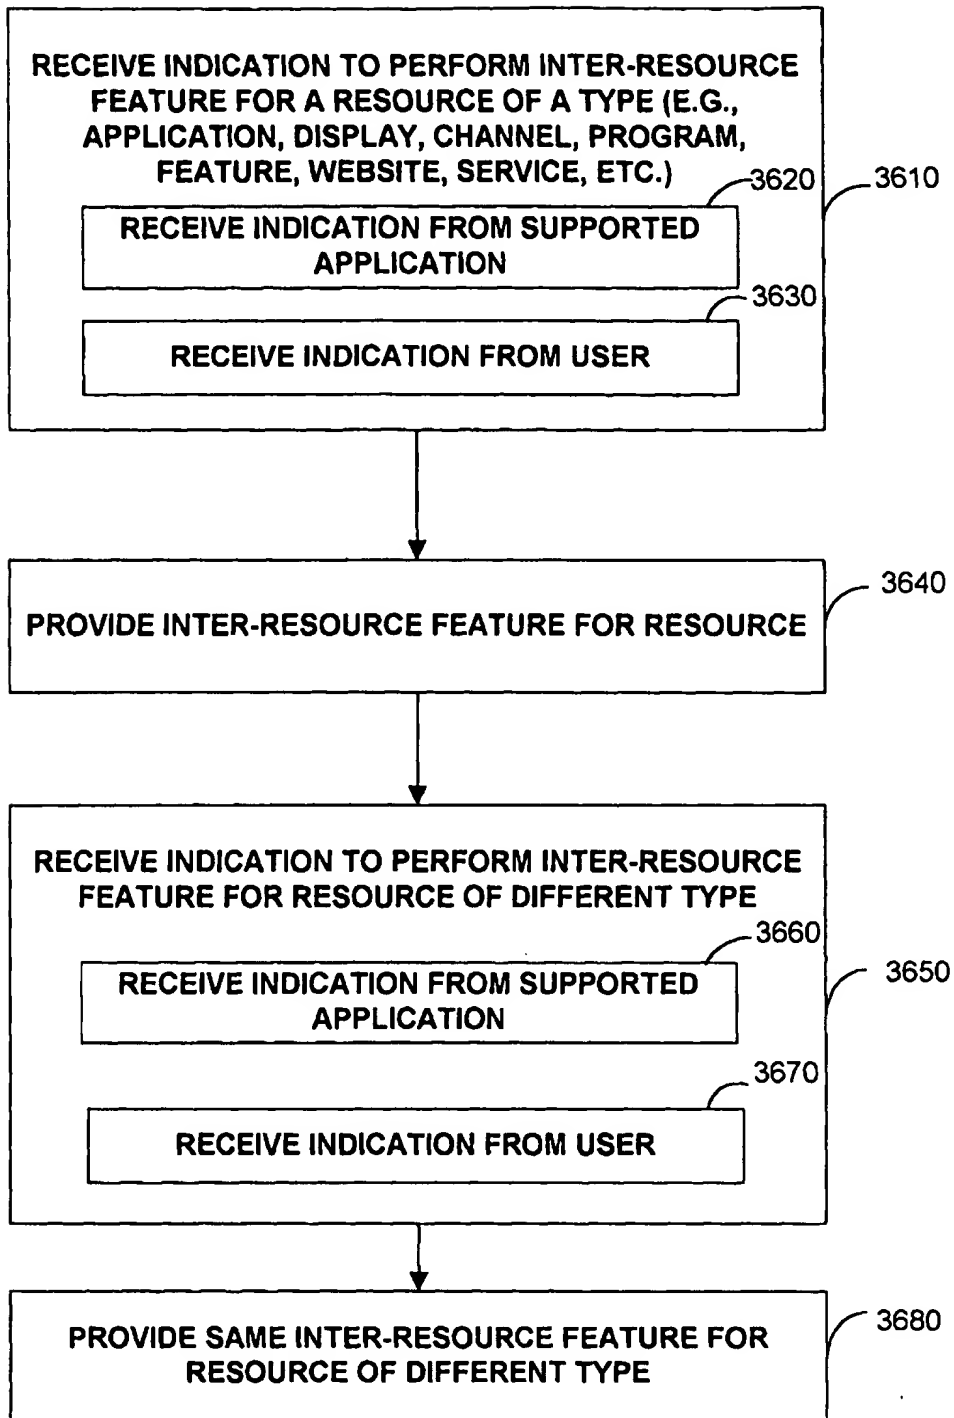 RECEIVE INDICATION TO PERFORM INTER-RESOURCE
FEATURE FOR A RESOURCE OF A TYPE (E.G.,
APPLICATION, DISPLAY, CHANNEL, PROGRAM,
FEATURE, WEBSITE, SERVICE, ETC.)
3620
3610
RECEIVE INDICATION FROM SUPPORTED
APPLICATION
3630
RECEIVE INDICATION FROM USER
3640
PROVIDE INTER-RESOURCE FEATURE FOR RESOURCE
RECEIVE INDICATION TO PERFORM INTER-RESOURCE
FEATURE FOR RESOURCE OF DIFFERENT TYPE
3660
3650
RECEIVE INDICATION FROM SUPPORTED
APPLICATION
3670
RECEIVE INDICATION FROM USER
3680
PROVIDE SAME INTER-RESOURCE FEATURE FOR
RESOURCE OF DIFFERENT TYPE